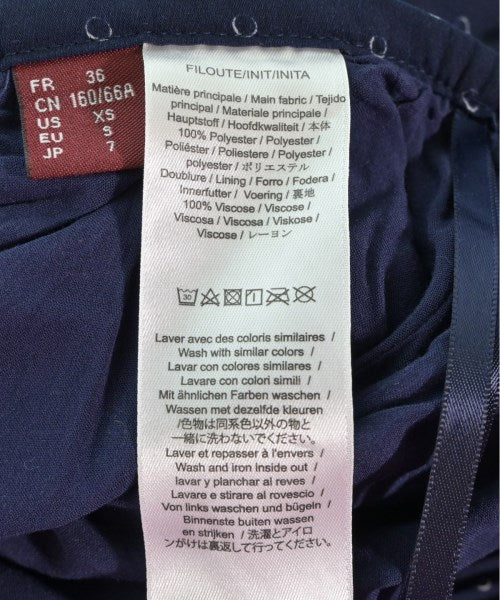 FR 36
CN 160/66A
US XS
EU S
JP 7
FILOUTE/INIT/INITA
Matière principale / Main fabric / Tejido
principal / Materiale principale /
Hauptstoff / Hoofdkwaliteit / 本体
100% Polyester / Polyester /
Poliéster / Poliestere / Polyester /
polyester / ポリエステル
Doublure / Lining / Forro / Fodera /
Innerfutter / Voering / 裏地
100% Viscose / Viscose /
Viscosa / Viscosa / Viskose /
Viscose / レーヨン
30
Laver avec des coloris similaires /
Wash with similar colors /
Lavar con colores similares /
Lavare con colori simili /
Mit ähnlichen Farben waschen /
Wassen met dezelfde kleuren
/色物は同系色以外の物と
一緒に洗わないでください。
Laver et repasser à l'envers /
Wash and iron inside out /
lavar y planchar al reves /
Lavare e stirare al rovescio /
Von links waschen und bügeln /
Binnenste buiten wassen
en strijken / 洗濯とアイロ
ンがけは裏返して行ってください。